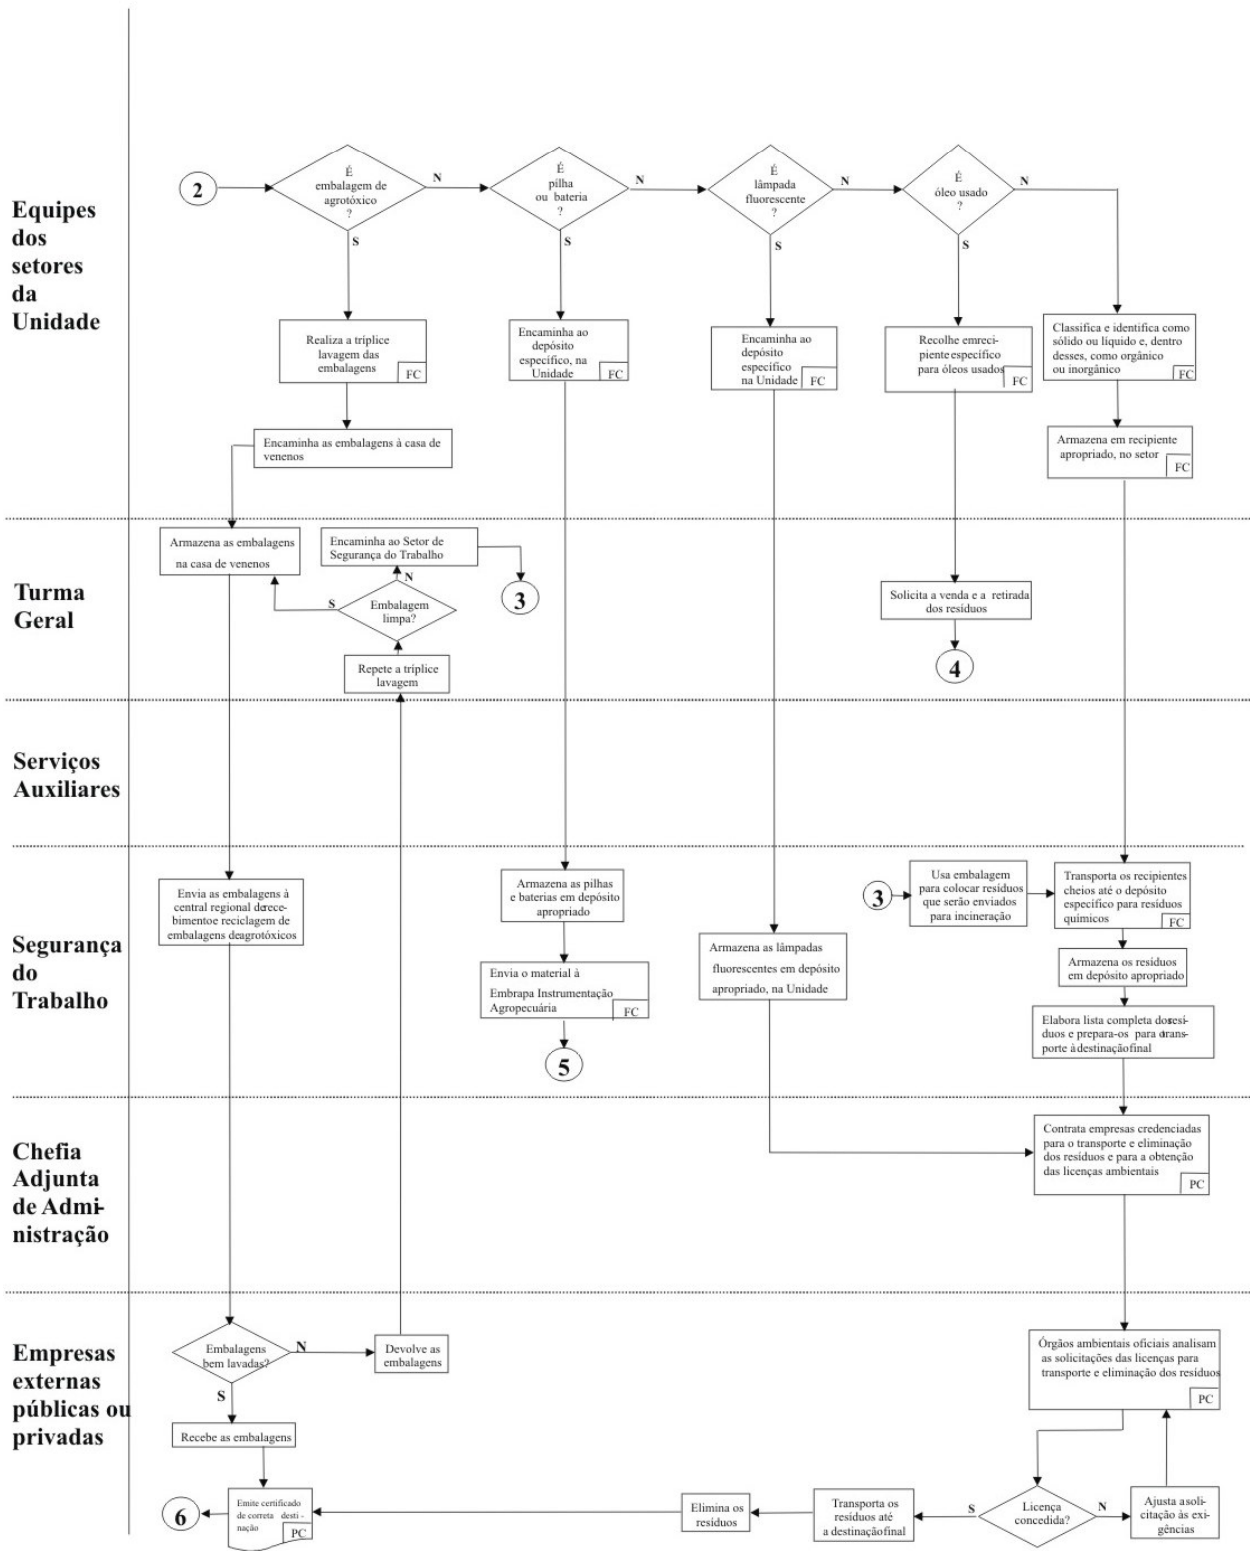 Equipes
dos
setores
da
Unidade
2
É
embalagem de
agrotóxico
?
N
S
É
pilha
ou bateria
?
N
S
É
lâmpada
fluorescente
?
N
S
É
óleo usado
?
N
S
Realiza a tríplice
lavagem das
embalagens
FC
Encaminha ao
depósito
específico, na
Unidade
FC
Encaminha ao
depósito
específico
na Unidade
FC
Recolhe emreci-
pienteespecífico
para óleos usados
FC
Classifica e identifica como
sólido ou líquido e, dentro
desses, como orgânico
ou inorgânico
FC
Encaminha as embalagens à casa de
venenos
Armazena em recipiente
apropriado, no setor
FC
Turma
Geral
Armazena as embalagens
na casa de venenos
Encaminha ao Setor de
Segurança do Trabalho
3
N
S
Embalagem
limpa?
Repete a tríplice
lavagem
Solicita a venda e a retirada
dos resíduos
4
Serviços
Auxiliares
Segurança
do
Trabalho
Envia as embalagens à
central regional derece-
bimentoe reciclagem de
embalagens deagrotóxicos
Armazena as pilhas
e baterias em depósito
apropriado
Envia o material à
Embrapa Instrumentação
Agropecuária
FC
5
Armazena as lâmpadas
fluorescentes em depósito
apropriado, na Unidade
3
Usa embalagem
para colocar resíduos
que serão enviados
para incineração
Transporta os recipientes
cheios até o depósito
específico para resíduos
químicos
FC
Armazena os resíduos
em depósito apropriado
Elabora lista completa dosresí-
duos e prepara-os para otrans-
porte àdestinaçãofinal
Chefia
Adjunta
de Admi-
nistração
Contrata empresas credenciadas
para o transporte e eliminação
dos resíduos e para a obtenção
das licenças ambientais
PC
Empresas
externas
públicas ou
privadas
Embalagens
bem lavadas?
N
S
Devolve as
embalagens
Recebe as embalagens
Emite certificado
de correta desti -
nação
PC
6
Órgãos ambientais oficiais analisam
as solicitações das licenças para
transporte e eliminação dos resíduos
PC
Licença
concedida?
S
N
Ajusta asoli-
citação às exi-
gências
Transporta os
resíduos até
a destinaçãofinal
Elimina os
resíduos